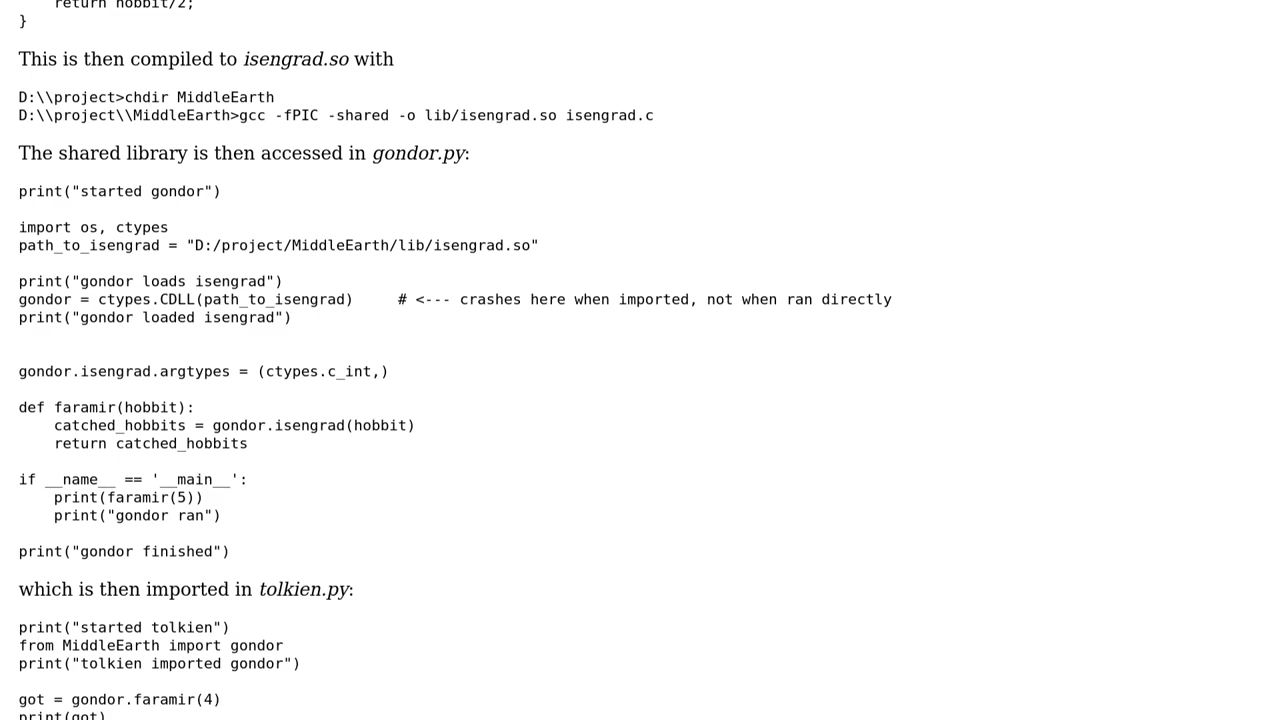 return hobbit/2;
}
This is then compiled to isengrad.so with
D:\\project>chdir MiddleEarth
D:\\project\\MiddleEarth>gcc -fPIC -shared -o lib/isengrad.so isengrad.c
The shared library is then accessed in gondor.py:
print("started gondor")
import os, ctypes
path_to_isengrad = "D:/project/MiddleEarth/lib/isengrad.so"
print("gondor loads isengrad")
gondor = ctypes.CDLL(path_to_isengrad)     # <--- crashes here when imported, not when ran directly
print("gondor loaded isengrad")
gondor.isengrad.argtypes = (ctypes.c_int,)
def faramir(hobbit):
    catched_hobbits = gondor.isengrad(hobbit)
    return catched_hobbits
if __name__ == '__main__':
    print(faramir(5))
    print("gondor ran")
print("gondor finished")
which is then imported in tolkien.py:
print("started tolkien")
from MiddleEarth import gondor
print("tolkien imported gondor")
got = gondor.faramir(4)
print(got)